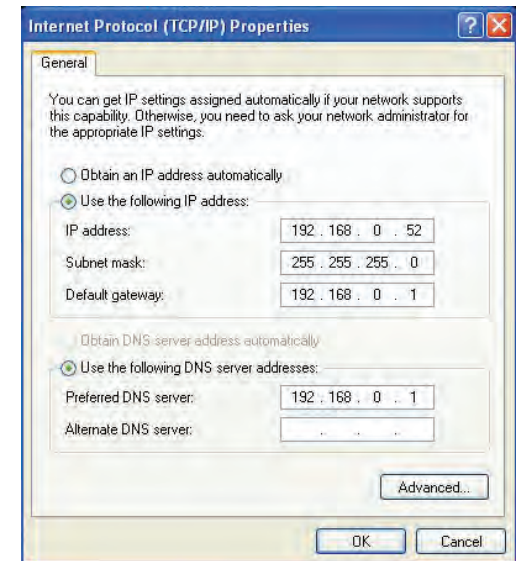 Internet Protocol (TCP/IP) Properties
General
You can get IP settings assigned automatically if your network supports
this capability. Otherwise, you need to ask your network administrator for
the appropriate IP settings.
Obtain an IP address automatically
Use the following IP address:
IP address: 192 . 168 . 0 . 52
Subnet mask: 255 . 255 . 255 . 0
Default gateway: 192 . 168 . 0 . 1
Obtain DNS server address automatically
Use the following DNS server addresses:
Preferred DNS server: 192 . 168 . 0 . 1
Alternate DNS server: . . .
Advanced...
OK Cancel